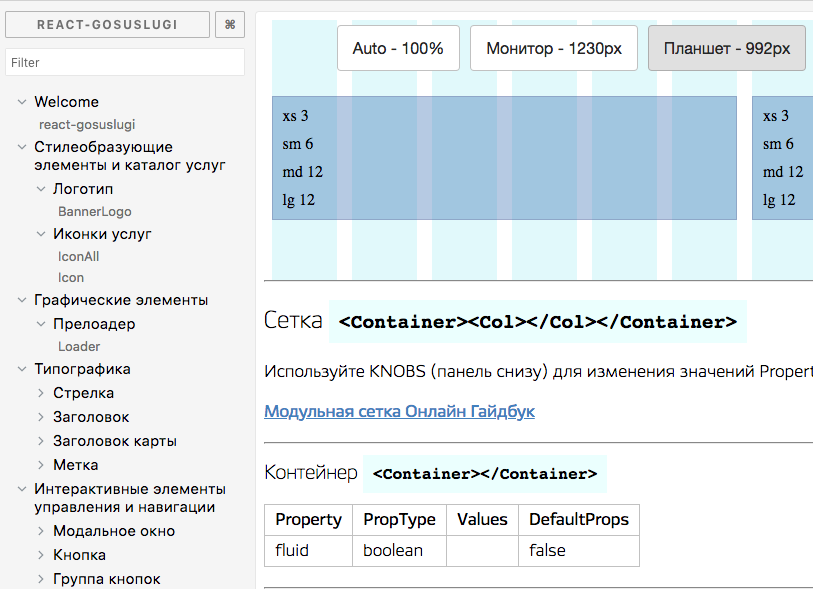 REACT-GOSUSLUGI
⌘
Filter
Welcome
react-gosuslugi
Стилеобразующие
элементы и каталог услуг
Логотип
BannerLogo
Иконки услуг
IconAll
Icon
Графические элементы
Прелоадер
Loader
Типографика
Стрелка
Заголовок
Заголовок карты
Метка
Интерактивные элементы
управления и навигации
Модальное окно
Кнопка
Группа кнопок
Auto - 100%
Монитор - 1230px
Планшет - 992px
xs 3
sm 6
md 12
lg 12
xs 3
sm 6
md 12
lg 12
Сетка <Container><Col></Col></Container>
Используйте KNOBS (панель снизу) для изменения значений Propert
Модульная сетка Онлайн Гайдбук
Контейнер <Container></Container>
Property PropType Values DefaultProps
fluid boolean false